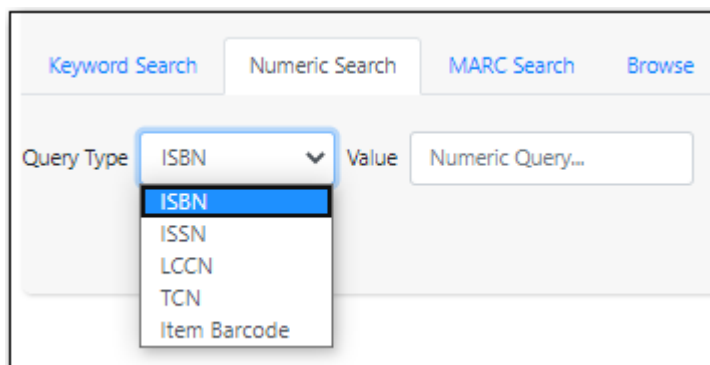 Keyword Search Numeric Search MARC Search Browse
Query Type ISBN Value Numeric Query...
ISBN
ISSN
LCCN
TCN
Item Barcode